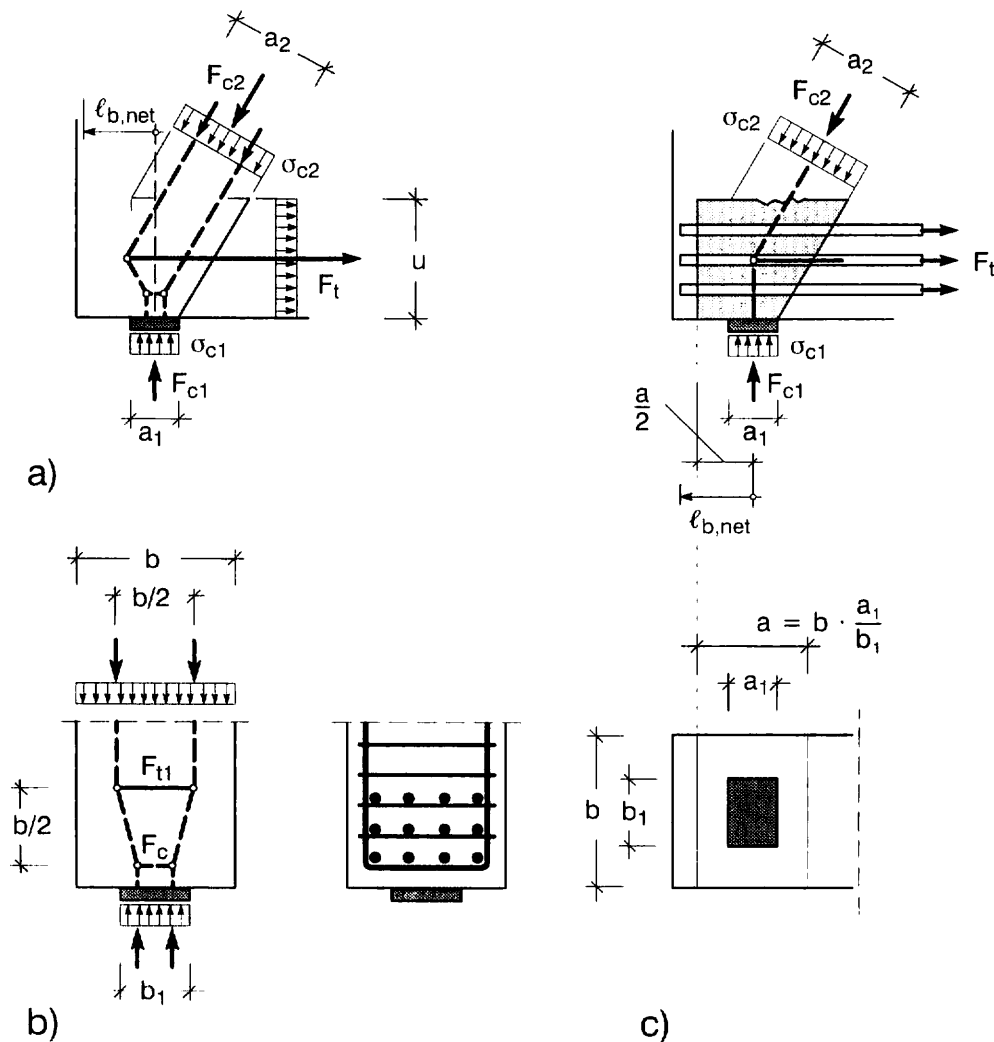 a₂
F_c2
ℓ_b,net
σ_c2
u
F_t
σ_c1
F_c1
a₁
a)
a₂
F_c2
σ_c2
F_t
σ_c1
F_c1
a/2
a₁
ℓ_b,net
b
b/2
F_t1
b/2
F_c
b₁
b)
a = b · a₁/b₁
a₁
b
b₁
c)